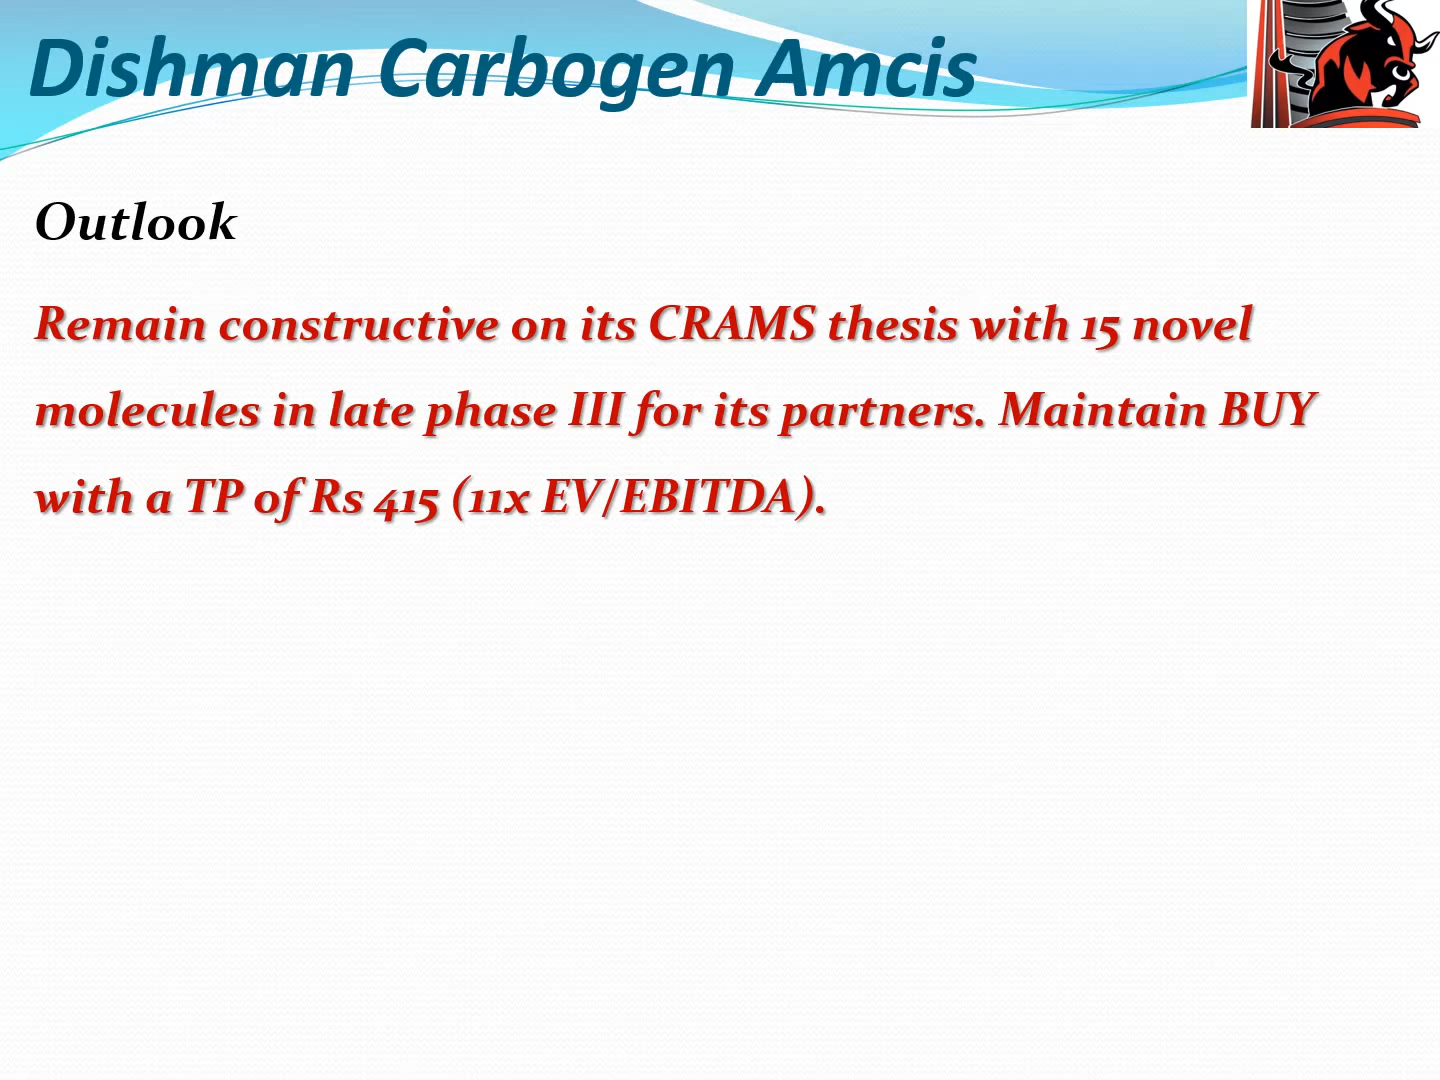 Dishman Carbogen Amcis
Outlook
Remain constructive on its CRAMS thesis with 15 novel
molecules in late phase III for its partners. Maintain BUY
with a TP of Rs 415 (11x EV/EBITDA).